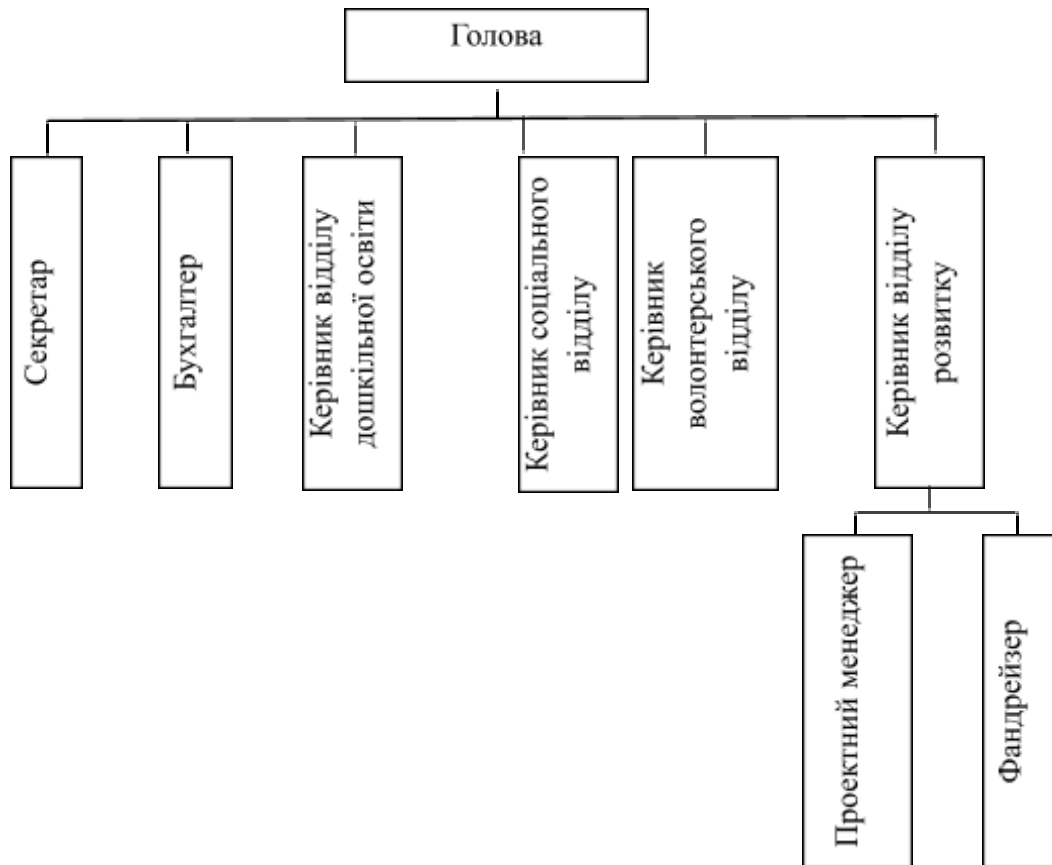 Голова
Секретар
Бухгалтер
Керівник відділу
дошкільної освіти
Керівник соціального
відділу
Керівник
волонтерського
відділу
Керівник відділу
розвитку
Проектний менеджер
Фандрейзер